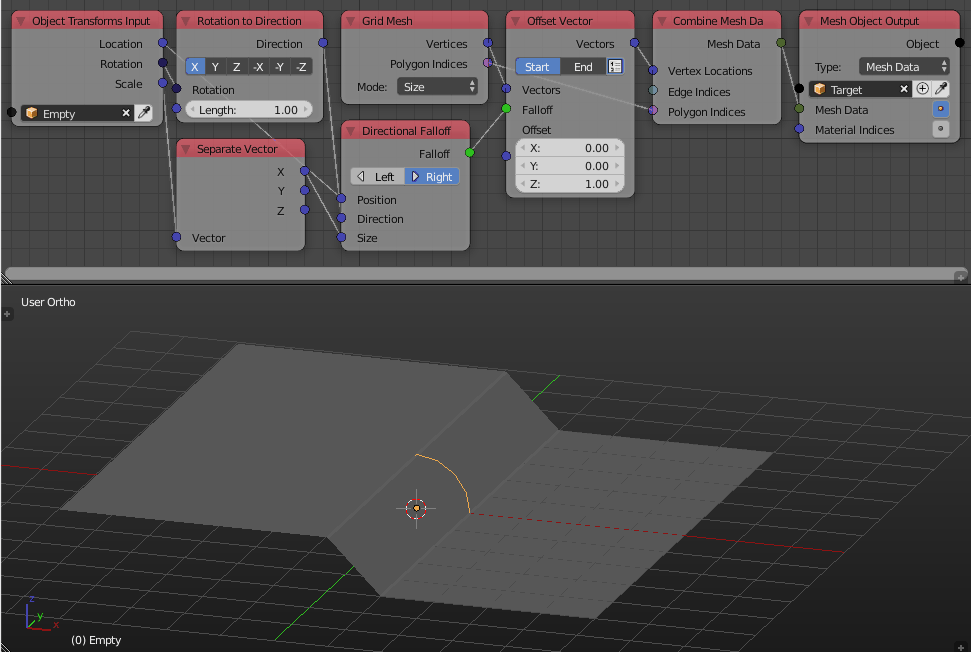 Object Transforms Input
Location
Rotation
Scale
Empty
Rotation to Direction
Direction
X Y Z -X -Y -Z
Rotation
Length: 1.00
Separate Vector
X
Y
Z
Vector
Grid Mesh
Vertices
Polygon Indices
Mode: Size
Directional Falloff
Falloff
Left Right
Position
Direction
Size
Offset Vector
Vectors
Start End
Vectors
Falloff
Offset
X: 0.00
Y: 0.00
Z: 1.00
Combine Mesh Da
Mesh Data
Vertex Locations
Edge Indices
Polygon Indices
Mesh Object Output
Object
Type: Mesh Data
Target
Mesh Data
Material Indices
User Ortho
z
y
x
(0) Empty